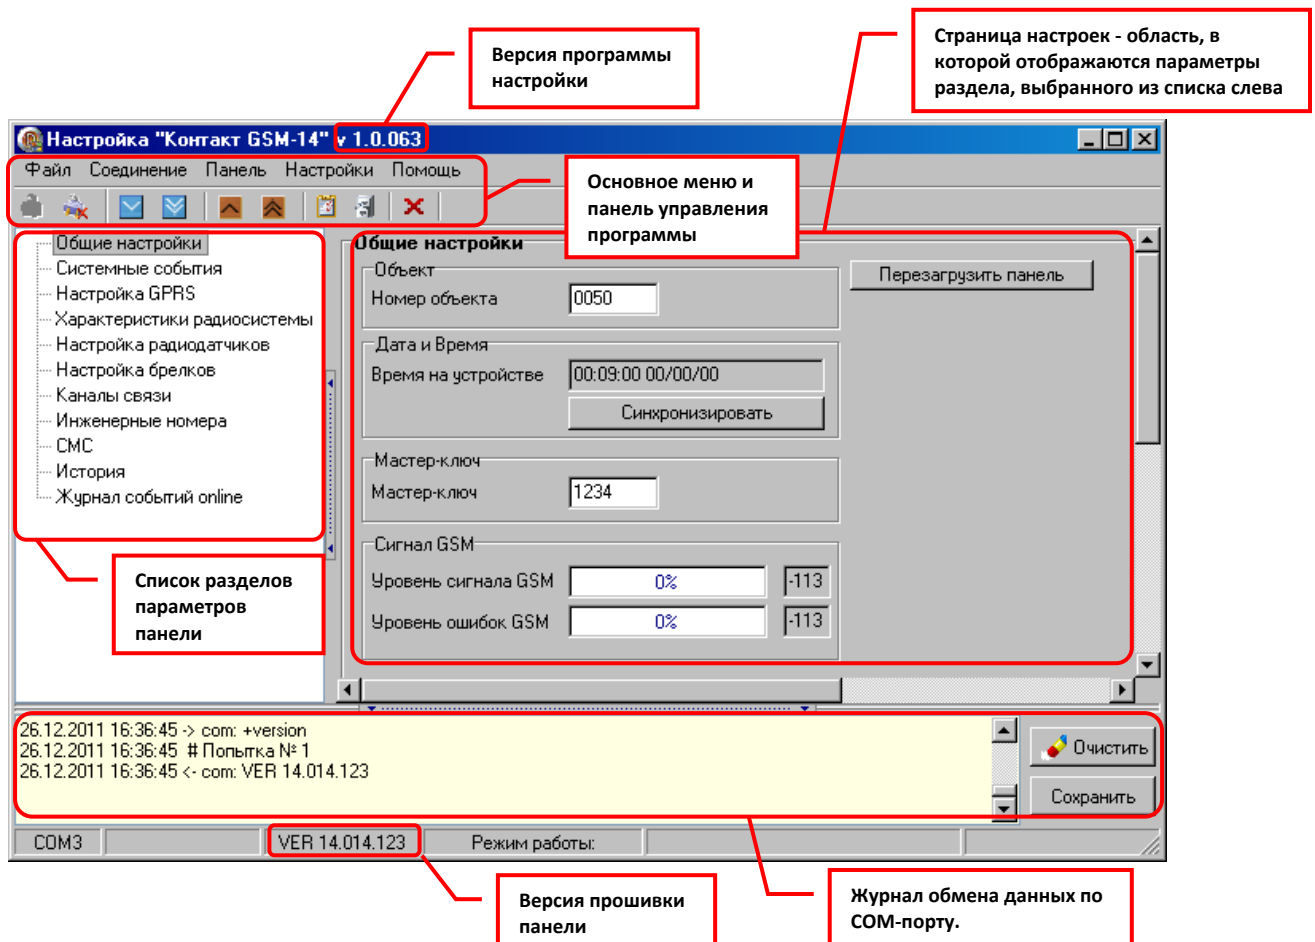 Версия программы
настройки
Страница настроек - область, в
которой отображаются параметры
раздела, выбранного из списка слева
Настройка "Контакт GSM-14" v 1.0.063
Файл Соединение Панель Настройки Помощь
Основное меню и
панель управления
программы
Общие настройки
Системные события
Настройка GPRS
Характеристики радиосистемы
Настройка радиодатчиков
Настройка брелков
Каналы связи
Инженерные номера
СМС
История
Журнал событий online
Список разделов
параметров
панели
Общие настройки
Объект
Номер объекта 0050
Перезагрузить панель
Дата и Время
Время на устройстве 00:09:00 00/00/00
Синхронизировать
Мастер-ключ
Мастер-ключ 1234
Сигнал GSM
Уровень сигнала GSM 0% -113
Уровень ошибок GSM 0% -113
26.12.2011 16:36:45 -> com: +version
26.12.2011 16:36:45 # Попытка № 1
26.12.2011 16:36:45 <- com: VER 14.014.123
Очистить
Сохранить
COM3 VER 14.014.123 Режим работы:
Версия прошивки
панели
Журнал обмена данных по
COM-порту.